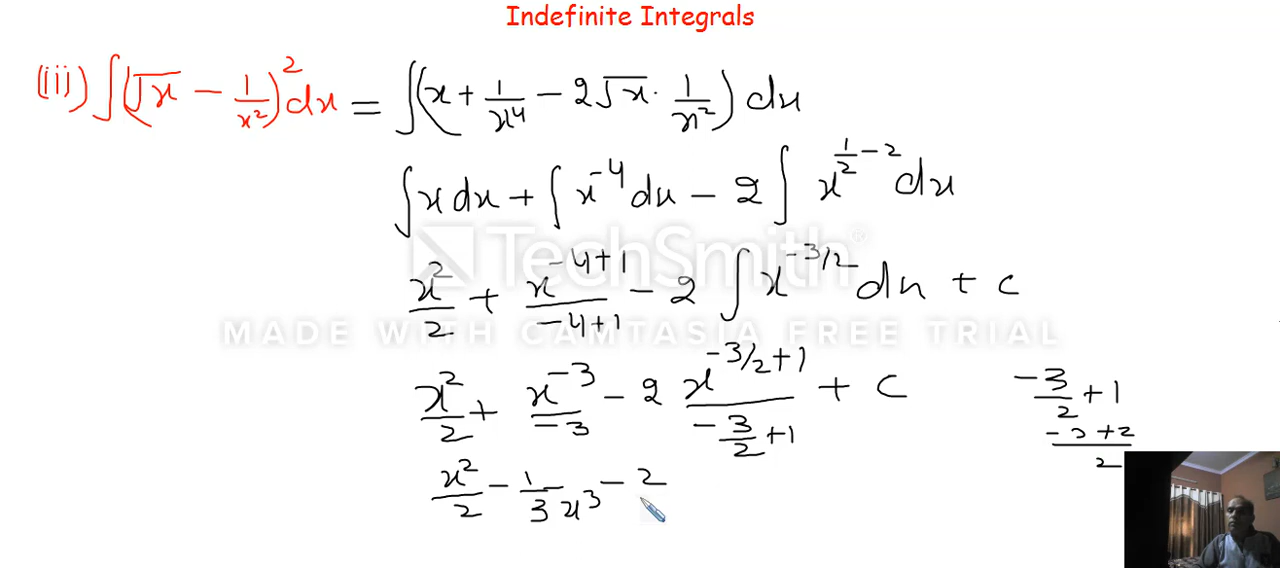 Indefinite Integrals
(ii) ∫(√x − 1/x²)² dx = ∫(x + 1/x⁴ − 2√x · 1/x²) dx
∫x dx + ∫x⁻⁴ dx − 2∫x^(1/2 − 2) dx
TechSmith®
x²/2 + x^(-4+1)/(-4+1) − 2∫x^(-3/2) dx + c
MADE WITH CAMTASIA FREE TRIAL
x²/2 + x⁻³/-3 − 2 x^(-3/2+1)/(-3/2+1) + c
-3/2 + 1
-3+2/2
x²/2 − 1/3x³ − 2